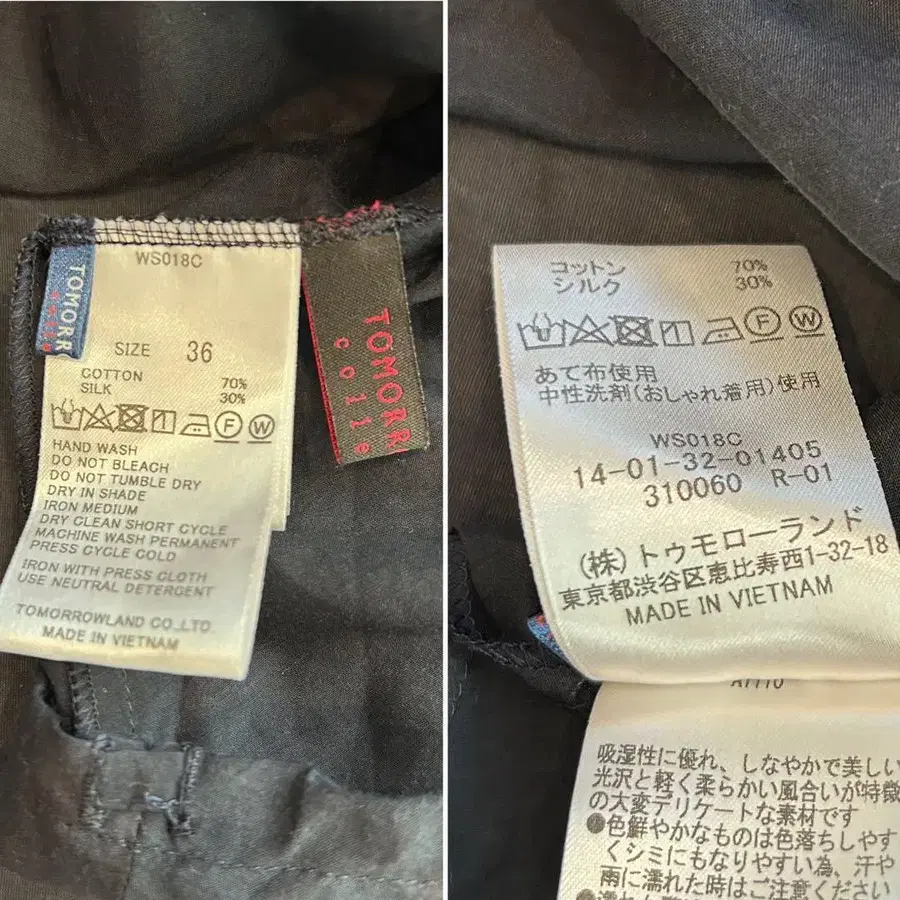 WS018C
TOMORR
SIZE 36
COTTON 70%
SILK 30%
HAND WASH
DO NOT BLEACH
DO NOT TUMBLE DRY
DRY IN SHADE
IRON MEDIUM
DRY CLEAN SHORT CYCLE
MACHINE WASH PERMANENT
PRESS CYCLE COLD
IRON WITH PRESS CLOTH
USE NEUTRAL DETERGENT
TOMORROWLAND CO.,LTD.
MADE IN VIETNAM
TOMORR
colle
コットン 70%
シルク 30%
あて布使用
中性洗剤(おしゃれ着用)使用
WS018C
14-01-32-01405
310060 R-01
(株)トゥモローランド
東京都渋谷区恵比寿西1-32-18
MADE IN VIETNAM
吸湿性に優れ、しなやかで美しい
光沢と軽く柔らかい風合いが特徴
の大変デリケートな素材です
●色鮮やかなものは色落ちしやす
くシミにもなりやすい為、汗や
雨に濡れた時はご注意ください